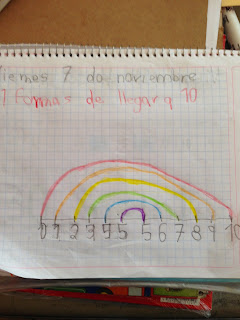 viernes 7 de noviembre
Formas de llegar a 10
0 1 2 3 4 5 5 6 7 8 9 10